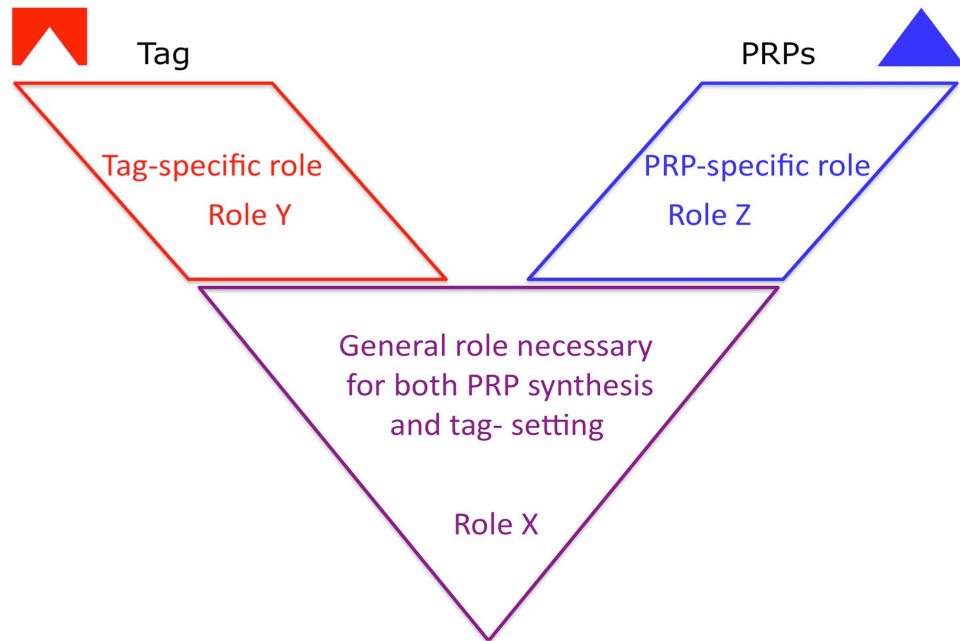 Tag
PRPs
Tag-specific role
Role Y
PRP-specific role
Role Z
General role necessary
for both PRP synthesis
and tag- setting
Role X